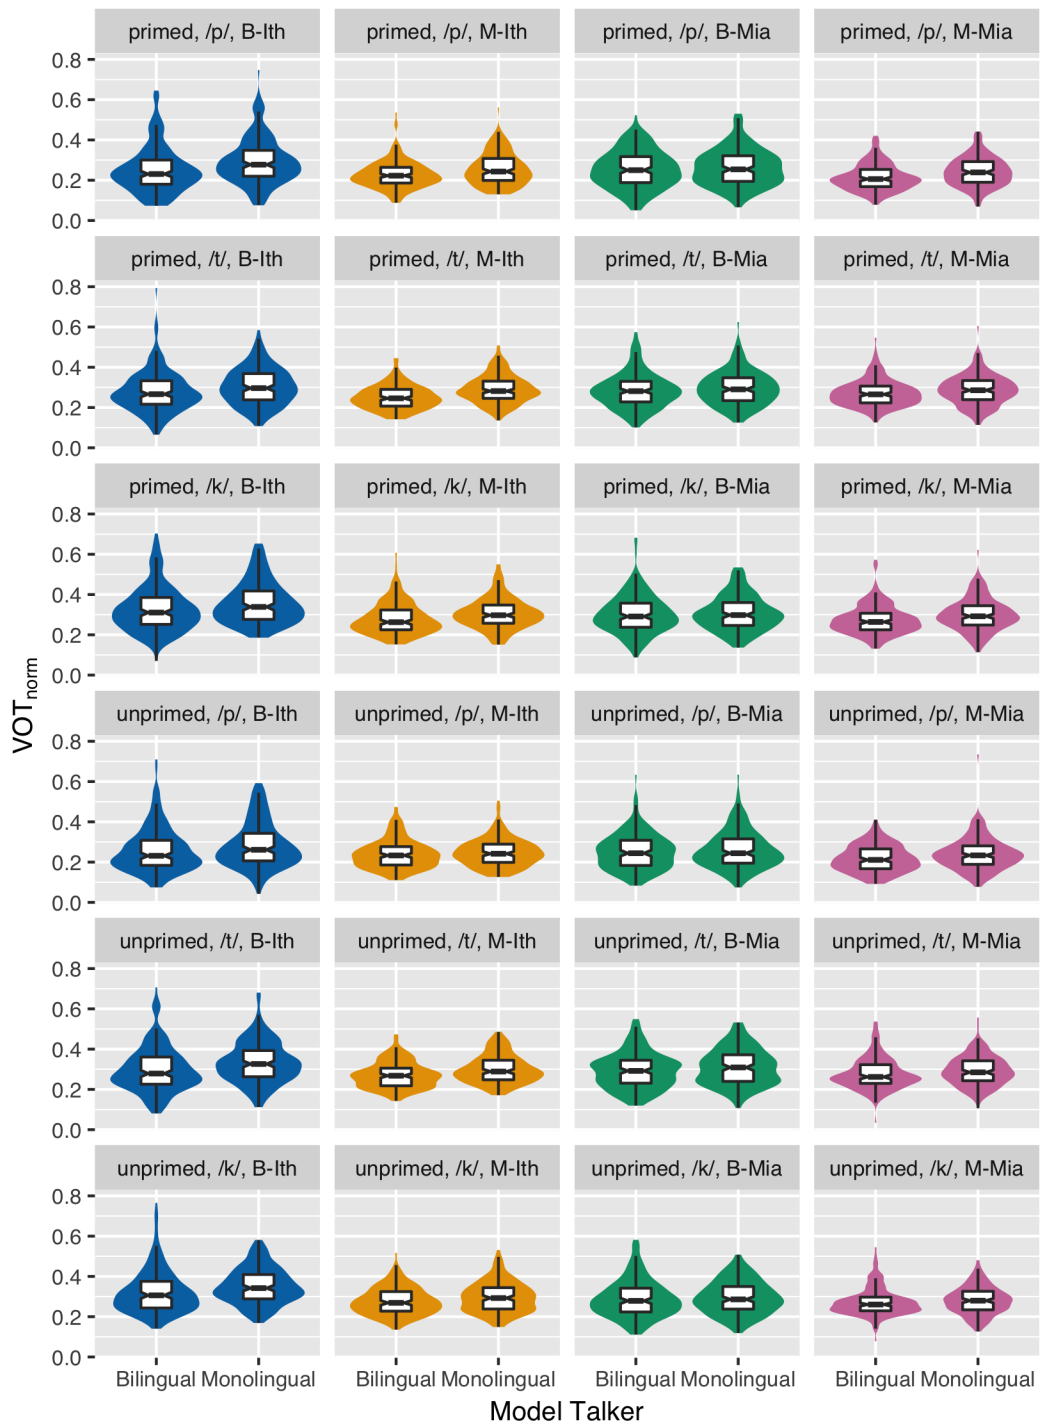 primed, /p/, B-Ith
primed, /p/, M-Ith
primed, /p/, B-Mia
primed, /p/, M-Mia
0.8
0.6
0.4
0.2
0.0
primed, /t/, B-Ith
primed, /t/, M-Ith
primed, /t/, B-Mia
primed, /t/, M-Mia
0.8
0.6
0.4
0.2
0.0
primed, /k/, B-Ith
primed, /k/, M-Ith
primed, /k/, B-Mia
primed, /k/, M-Mia
0.8
0.6
0.4
0.2
0.0
VOTnorm
unprimed, /p/, B-Ith
unprimed, /p/, M-Ith
unprimed, /p/, B-Mia
unprimed, /p/, M-Mia
0.8
0.6
0.4
0.2
0.0
unprimed, /t/, B-Ith
unprimed, /t/, M-Ith
unprimed, /t/, B-Mia
unprimed, /t/, M-Mia
0.8
0.6
0.4
0.2
0.0
unprimed, /k/, B-Ith
unprimed, /k/, M-Ith
unprimed, /k/, B-Mia
unprimed, /k/, M-Mia
0.8
0.6
0.4
0.2
0.0
Bilingual Monolingual
Bilingual Monolingual
Bilingual Monolingual
Bilingual Monolingual
Model Talker